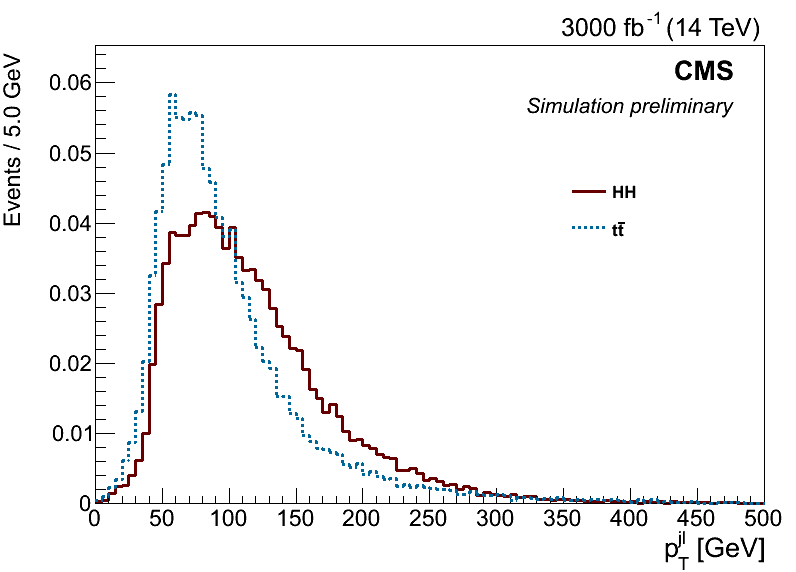 3000 fb⁻¹ (14 TeV)
CMS
Simulation preliminary
Events / 5.0 GeV
0.06
0.05
0.04
0.03
0.02
0.01
0
HH
tt̄
0 50 100 150 200 250 300 350 400 450 500
p_T^jl [GeV]